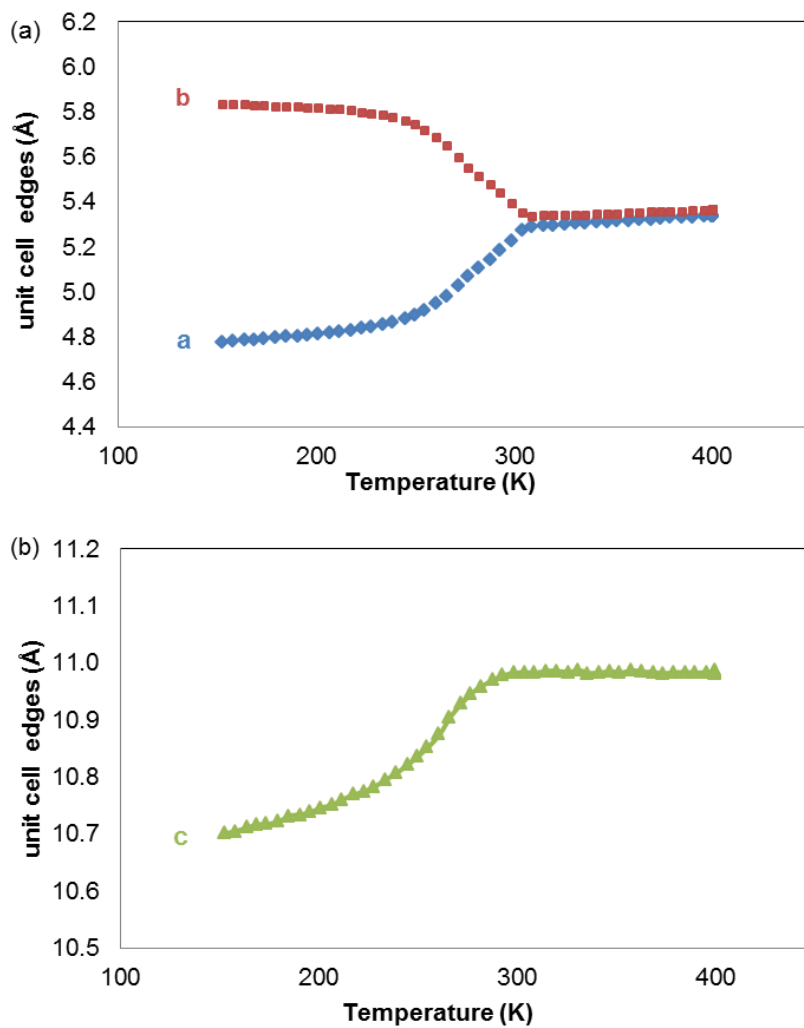 (a)
6.2
6.0
5.8
5.6
5.4
5.2
5.0
4.8
4.6
4.4
unit cell edges (Å)
b
a
100 200 300 400
Temperature (K)
(b)
11.2
11.1
11.0
10.9
10.8
10.7
10.6
10.5
unit cell edges (Å)
c
100 200 300 400
Temperature (K)